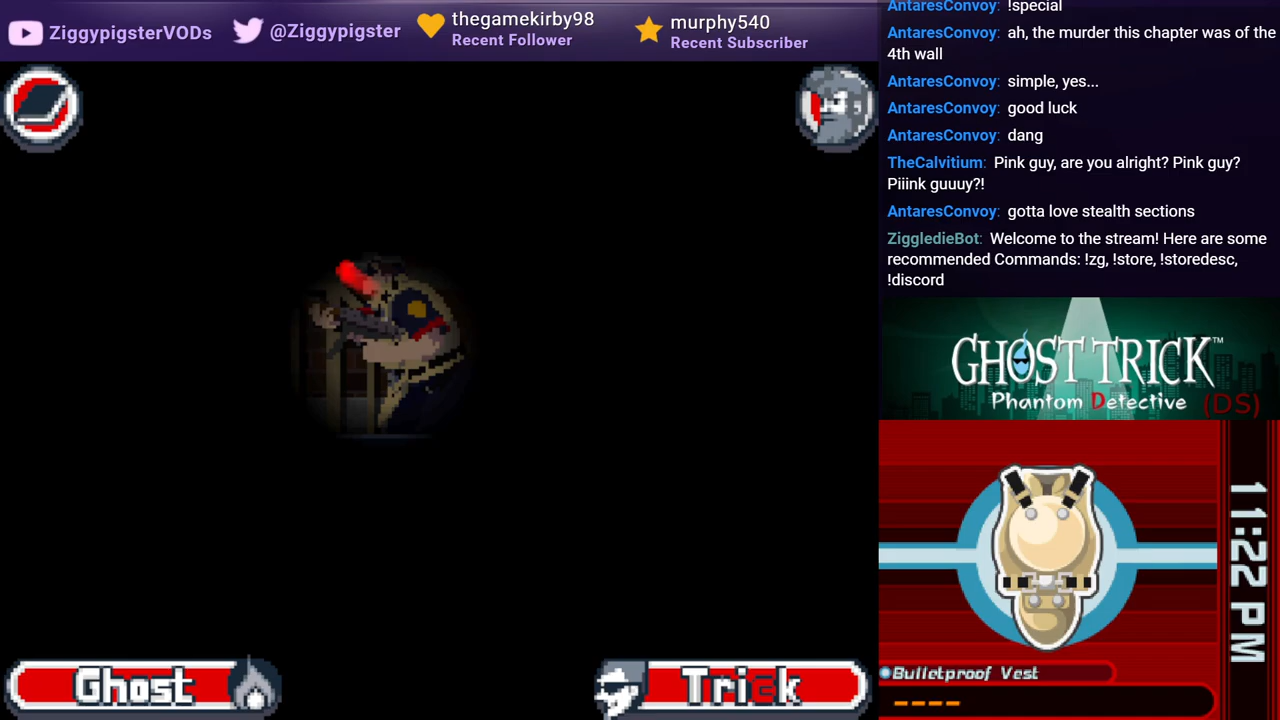 ZiggypigsterVODs
@Ziggypigster
thegamekirby98
Recent Follower
murphy540
Recent Subscriber
AntaresConvoy: !special
AntaresConvoy: ah, the murder this chapter was of the
4th wall
AntaresConvoy: simple, yes...
AntaresConvoy: good luck
AntaresConvoy: dang
TheCalvitium: Pink guy, are you alright? Pink guy?
Piiink guuuy?!
AntaresConvoy: gotta love stealth sections
ZiggledieBot: Welcome to the stream! Here are some
recommended Commands: !zg, !store, !storedesc,
!discord
GHOST TRICK™
Phantom Detective (DS)
11:22 PM
Bulletproof Vest
----
Ghost
Trick